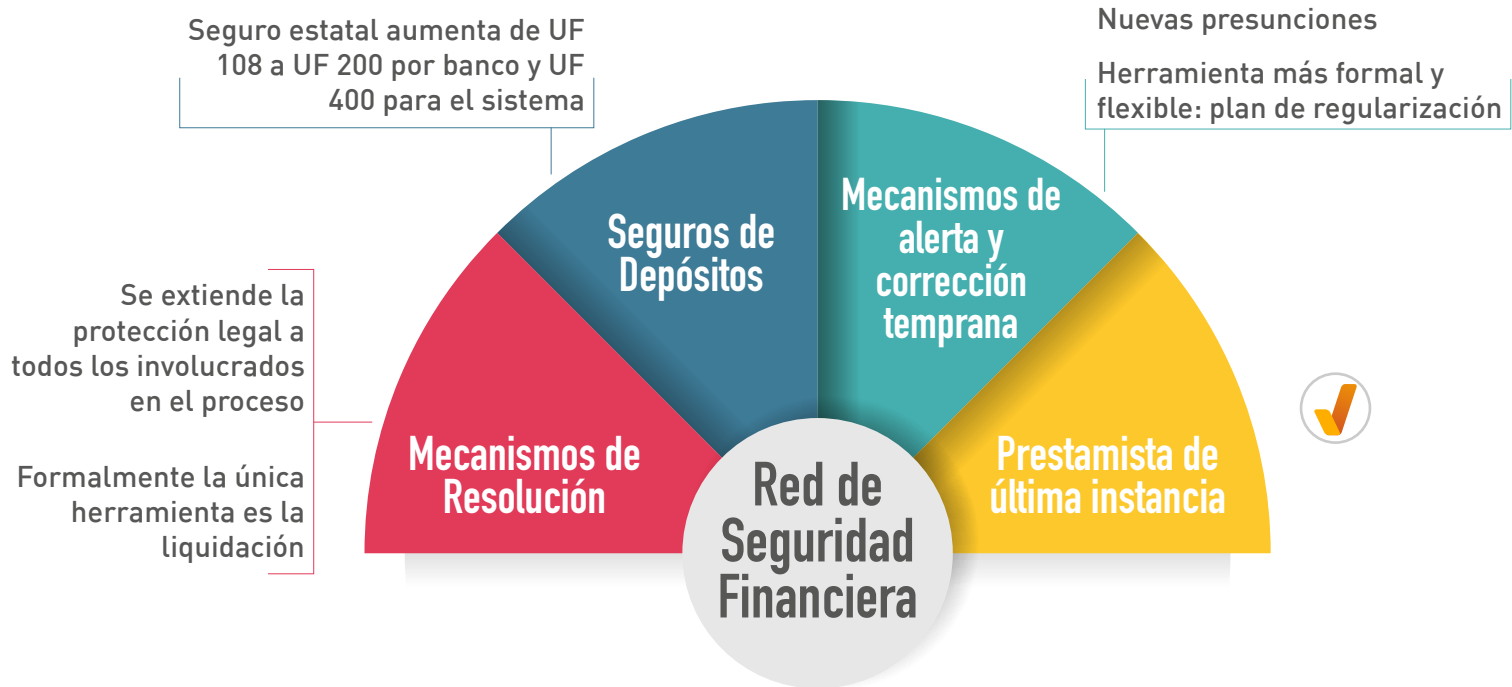 Seguro estatal aumenta de UF
108 a UF 200 por banco y UF
400 para el sistema
Nuevas presunciones
Herramienta más formal y
flexible: plan de regularización
Seguros de
Depósitos
Mecanismos de
alerta y
corrección
temprana
Se extiende la
protección legal a
todos los involucrados
en el proceso
Formalmente la única
herramienta es la
liquidación
Mecanismos de
Resolución
Prestamista de
última instancia
Red de
Seguridad
Financiera